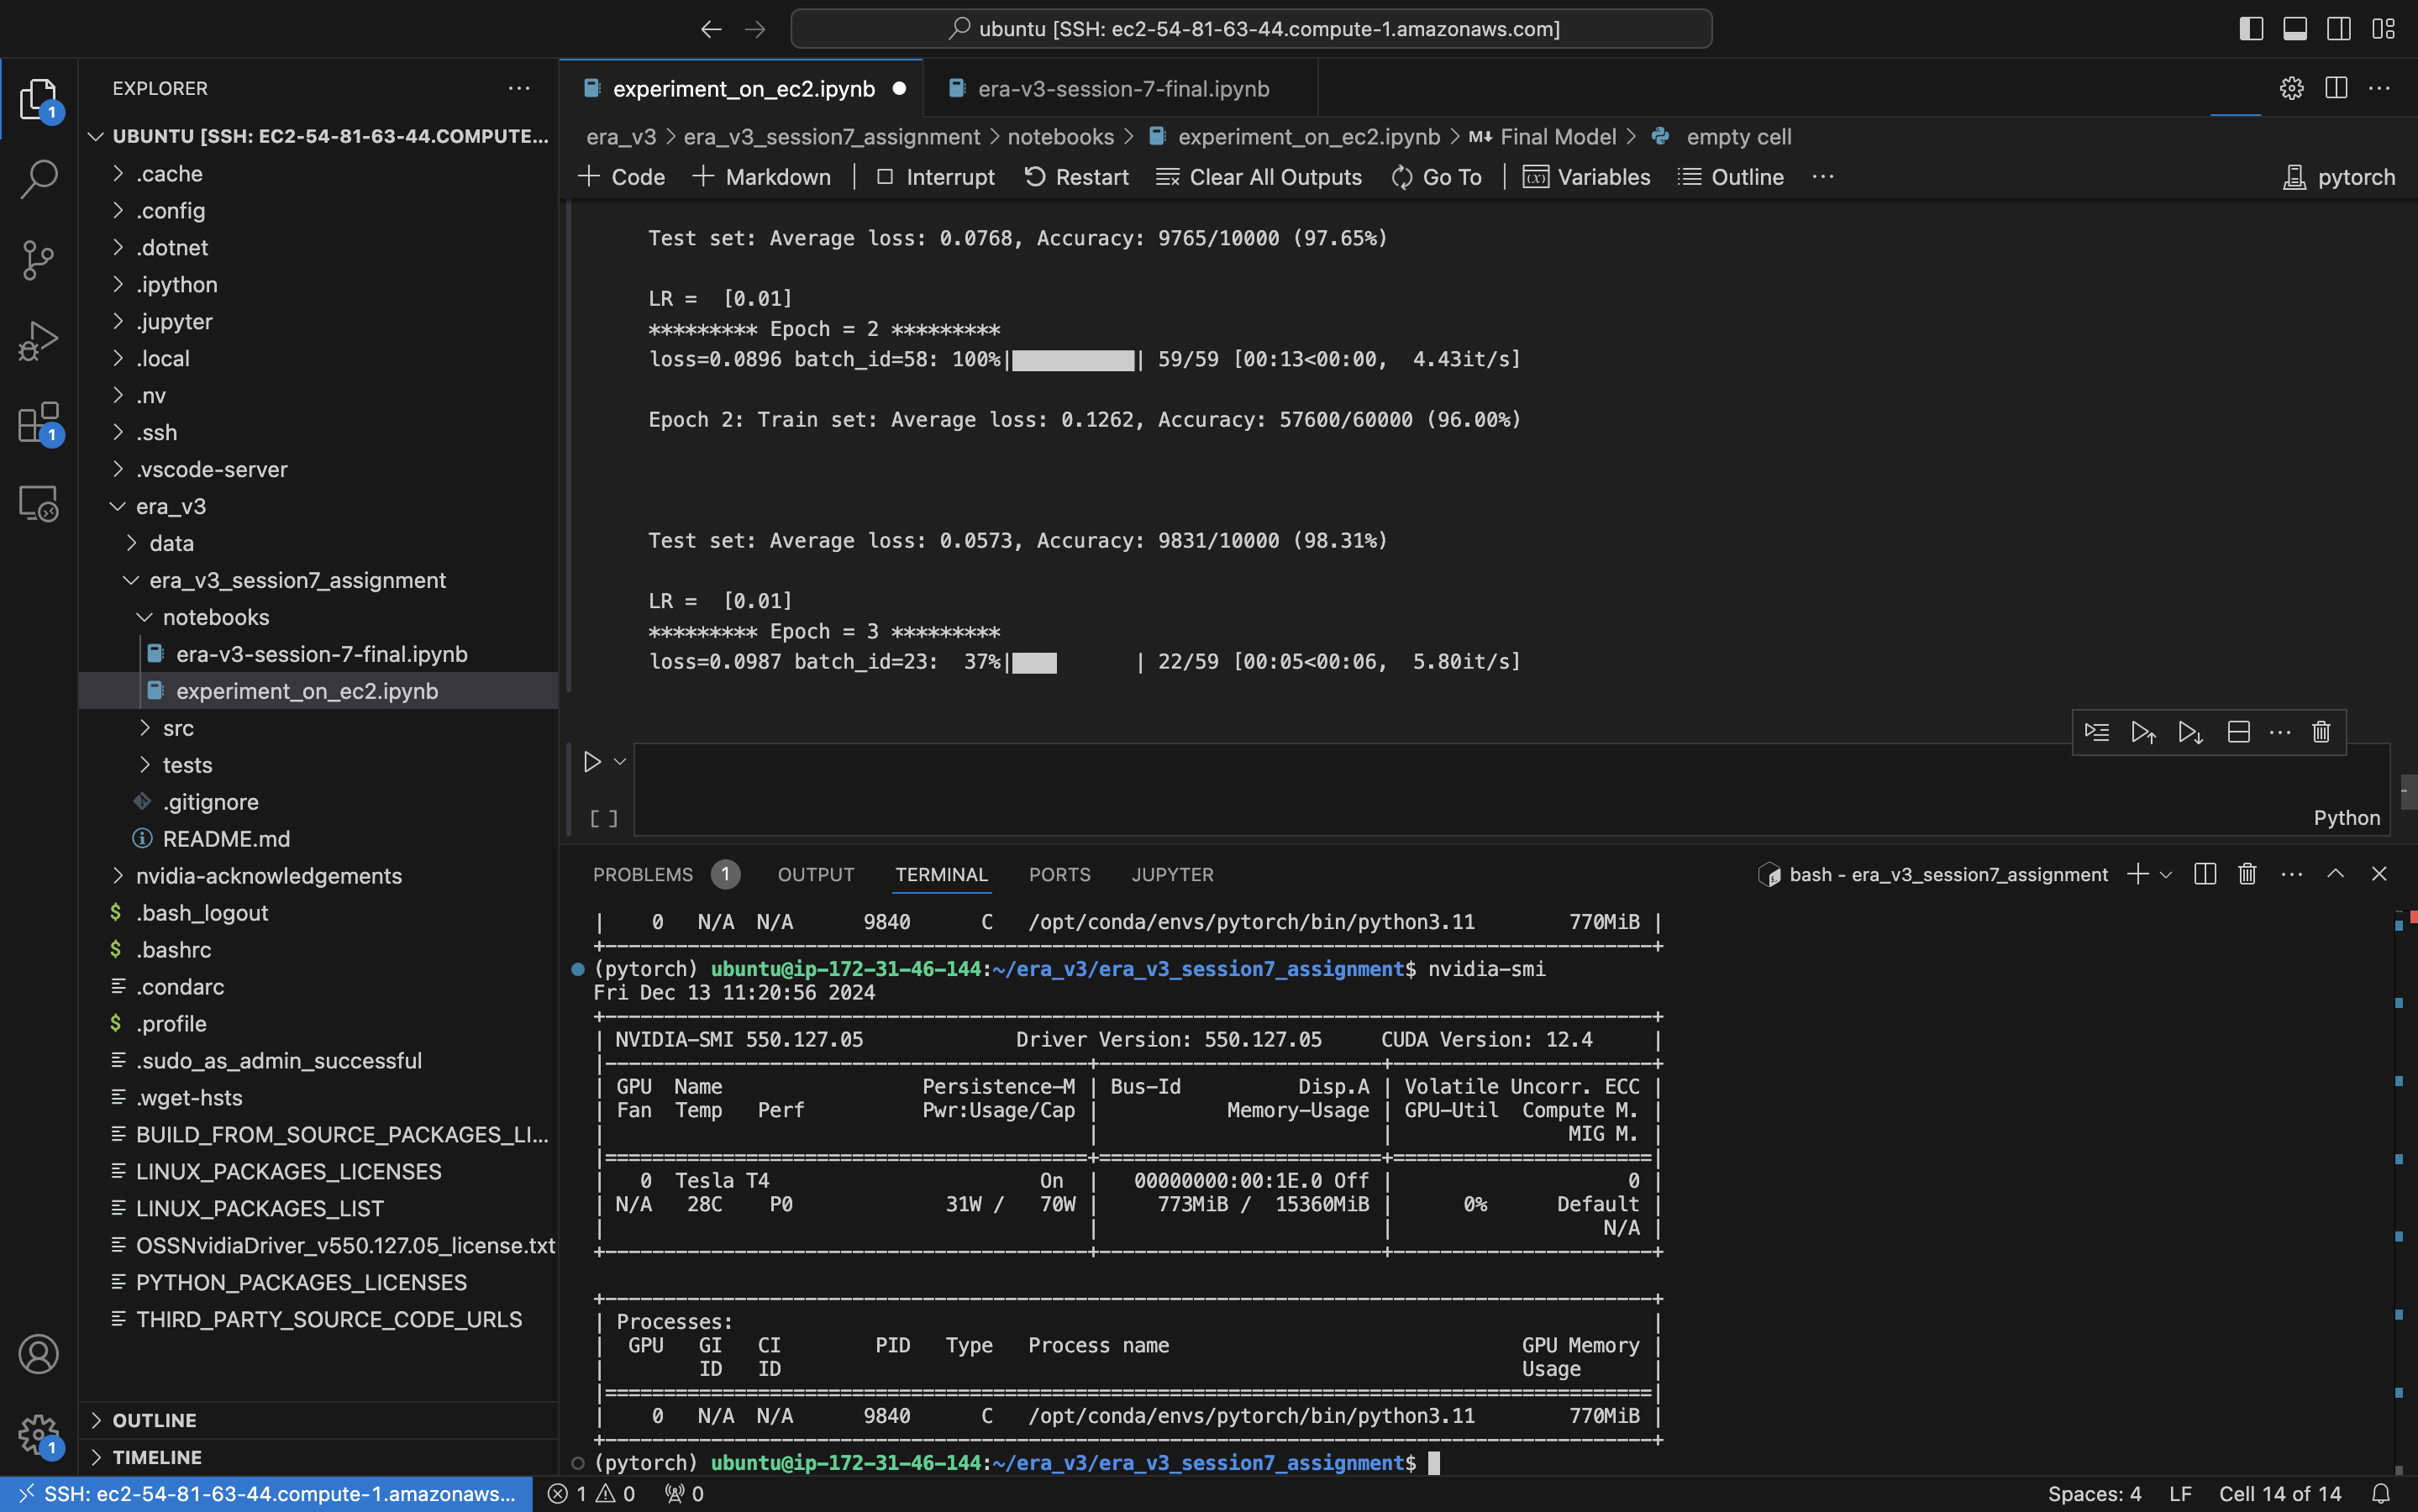 ubuntu [SSH: ec2-54-81-63-44.compute-1.amazonaws.com]
EXPLORER
UBUNTU [SSH: EC2-54-81-63-44.COMPUTE...
.cache
.config
.dotnet
.ipython
.jupyter
.local
.nv
.ssh
.vscode-server
era_v3
data
era_v3_session7_assignment
notebooks
era-v3-session-7-final.ipynb
experiment_on_ec2.ipynb
src
tests
.gitignore
README.md
nvidia-acknowledgements
.bash_logout
.bashrc
.condarc
.profile
.sudo_as_admin_successful
.wget-hsts
BUILD_FROM_SOURCE_PACKAGES_LI...
LINUX_PACKAGES_LICENSES
LINUX_PACKAGES_LIST
OSSNvidiaDriver_v550.127.05_license.txt
PYTHON_PACKAGES_LICENSES
THIRD_PARTY_SOURCE_CODE_URLS
OUTLINE
TIMELINE
1
1
1
experiment_on_ec2.ipynb era-v3-session-7-final.ipynb
era_v3 > era_v3_session7_assignment > notebooks > experiment_on_ec2.ipynb > M↓ Final Model > empty cell
+ Code + Markdown Interrupt Restart Clear All Outputs Go To Variables Outline ... pytorch
Test set: Average loss: 0.0768, Accuracy: 9765/10000 (97.65%)
LR =  [0.01]
********* Epoch = 2 *********
loss=0.0896 batch_id=58: 100%|██████████| 59/59 [00:13<00:00,  4.43it/s]
Epoch 2: Train set: Average loss: 0.1262, Accuracy: 57600/60000 (96.00%)
Test set: Average loss: 0.0573, Accuracy: 9831/10000 (98.31%)
LR =  [0.01]
********* Epoch = 3 *********
loss=0.0987 batch_id=23:  37%|███▋      | 22/59 [00:05<00:06,  5.80it/s]
[ ]
Python
PROBLEMS 1 OUTPUT TERMINAL PORTS JUPYTER bash - era_v3_session7_assignment
| 0 N/A N/A 9840 C /opt/conda/envs/pytorch/bin/python3.11 770MiB |
(pytorch) ubuntu@ip-172-31-46-144:~/era_v3/era_v3_session7_assignment$ nvidia-smi
Fri Dec 13 11:20:56 2024
| NVIDIA-SMI 550.127.05 Driver Version: 550.127.05 CUDA Version: 12.4 |
| GPU Name Persistence-M | Bus-Id Disp.A | Volatile Uncorr. ECC |
| Fan Temp Perf Pwr:Usage/Cap | Memory-Usage | GPU-Util Compute M. |
| | | MIG M. |
| 0 Tesla T4 On | 00000000:00:1E.0 Off | 0 |
| N/A 28C P0 31W / 70W | 773MiB / 15360MiB | 0% Default |
| | | N/A |
| Processes: |
| GPU GI CI PID Type Process name GPU Memory |
| ID ID Usage |
| 0 N/A N/A 9840 C /opt/conda/envs/pytorch/bin/python3.11 770MiB |
(pytorch) ubuntu@ip-172-31-46-144:~/era_v3/era_v3_session7_assignment$
SSH: ec2-54-81-63-44.compute-1.amazonaws... 1 0 0 Spaces: 4 LF Cell 14 of 14